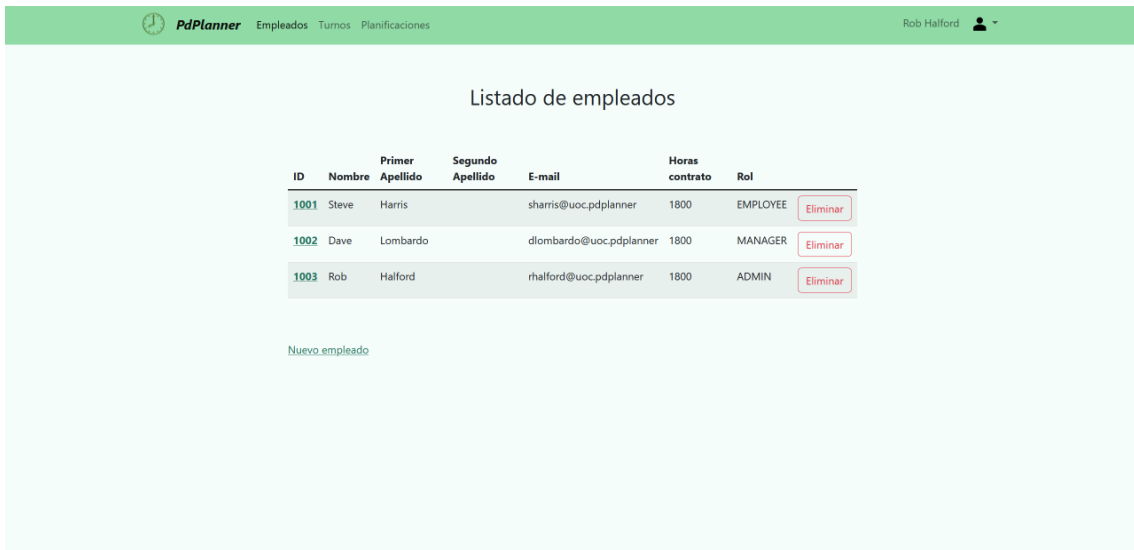 PdPlanner Empleados Turnos Planificaciones Rob Halford
Listado de empleados
ID Nombre Primer Apellido Segundo Apellido E-mail Horas contrato Rol
1001 Steve Harris sharris@uoc.pdplanner 1800 EMPLOYEE Eliminar
1002 Dave Lombardo dlombardo@uoc.pdplanner 1800 MANAGER Eliminar
1003 Rob Halford rhalford@uoc.pdplanner 1800 ADMIN Eliminar
Nuevo empleado